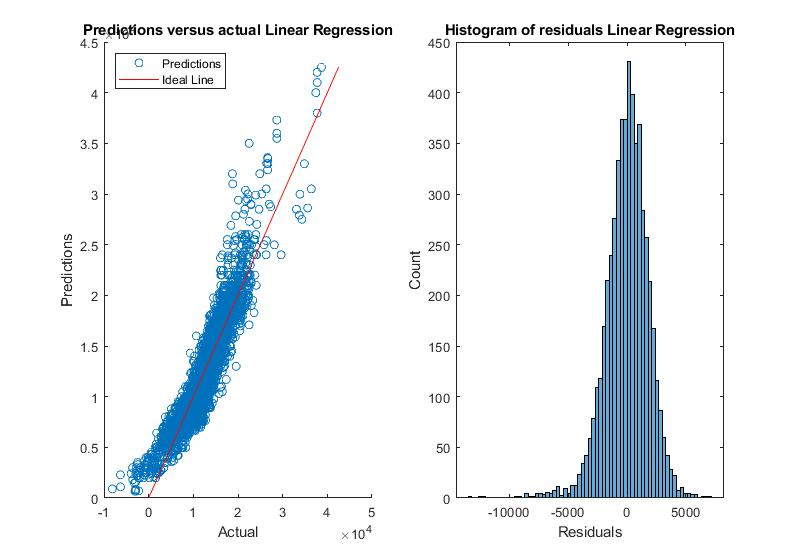 Predictions versus actual Linear Regression
4.5
4
3.5
3
2.5
2
1.5
1
0.5
0
Predictions
Predictions
Ideal Line
-1 0 1 2 3 4 5
Actual
×10⁴
Histogram of residuals Linear Regression
450
400
350
300
250
200
150
100
50
0
Count
-10000 -5000 0 5000
Residuals